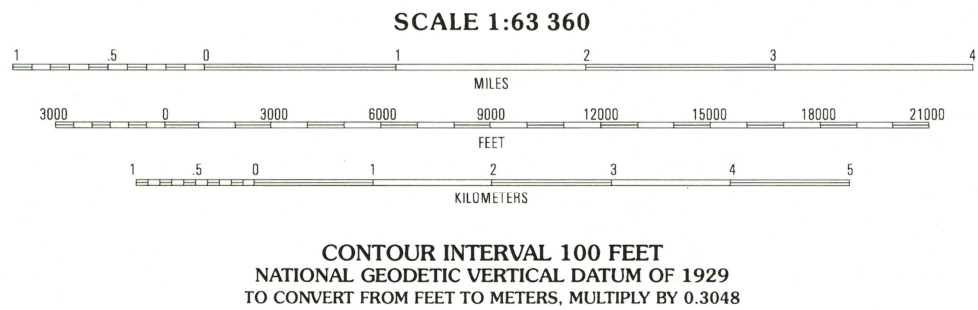 SCALE 1:63 360
1 .5 0 1 2 3 4
MILES
3000 0 3000 6000 9000 12000 15000 18000 21000
FEET
1 .5 0 1 2 3 4 5
KILOMETERS
CONTOUR INTERVAL 100 FEET
NATIONAL GEODETIC VERTICAL DATUM OF 1929
TO CONVERT FROM FEET TO METERS, MULTIPLY BY 0.3048